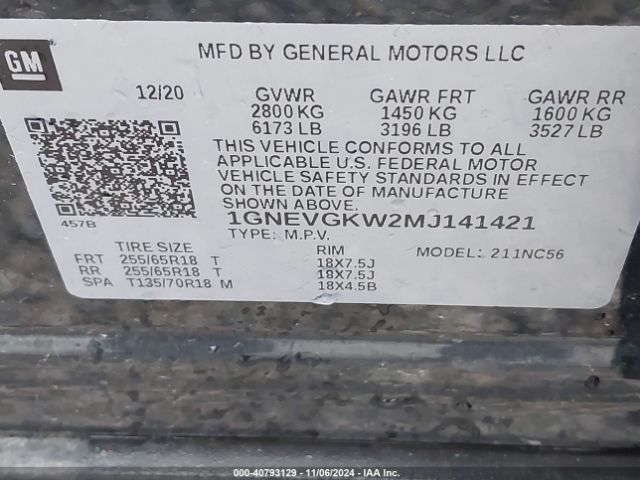 GM
MFD BY GENERAL MOTORS LLC
12/20 GVWR GAWR FRT GAWR RR
2800 KG 1450 KG 1600 KG
6173 LB 3196 LB 3527 LB
THIS VEHICLE CONFORMS TO ALL
APPLICABLE U.S. FEDERAL MOTOR
VEHICLE SAFETY STANDARDS IN EFFECT
ON THE DATE OF MANUFACTURE
SHOWN ABOVE.
457B
1GNEVGKW2MJ141421
TYPE: M.P.V. MODEL: 211NC56
TIRE SIZE RIM
FRT 255/65R18 T 18X7.5J
RR 255/65R18 T 18X7.5J
SPA T135/70R18 M 18X4.5B
000-40793129 - 11/06/2024 - IAA Inc.